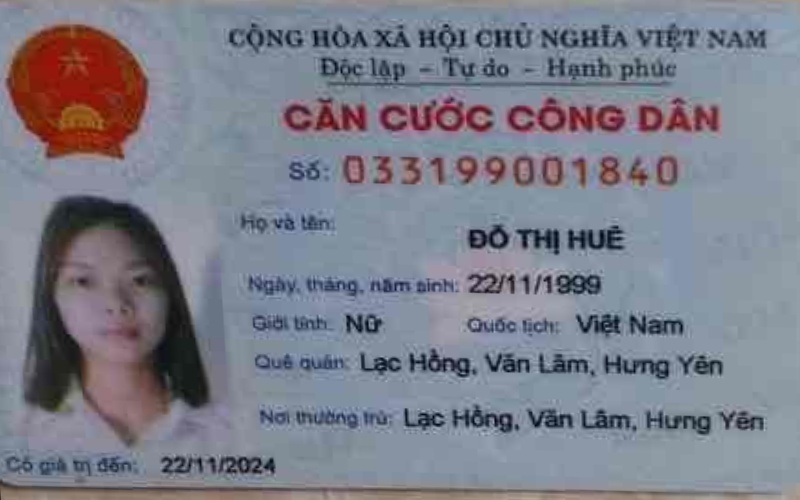 CỘNG HÒA XÃ HỘI CHỦ NGHĨA VIỆT NAM
Độc lập – Tự do – Hạnh phúc
CĂN CƯỚC CÔNG DÂN
Số: 033199001840
Họ và tên:
ĐỖ THỊ HUÊ
Ngày, tháng, năm sinh: 22/11/1999
Giới tính: Nữ Quốc tịch: Việt Nam
Quê quán: Lạc Hồng, Văn Lâm, Hưng Yên
Nơi thường trú: Lạc Hồng, Văn Lâm, Hưng Yên
Có giá trị đến: 22/11/2024